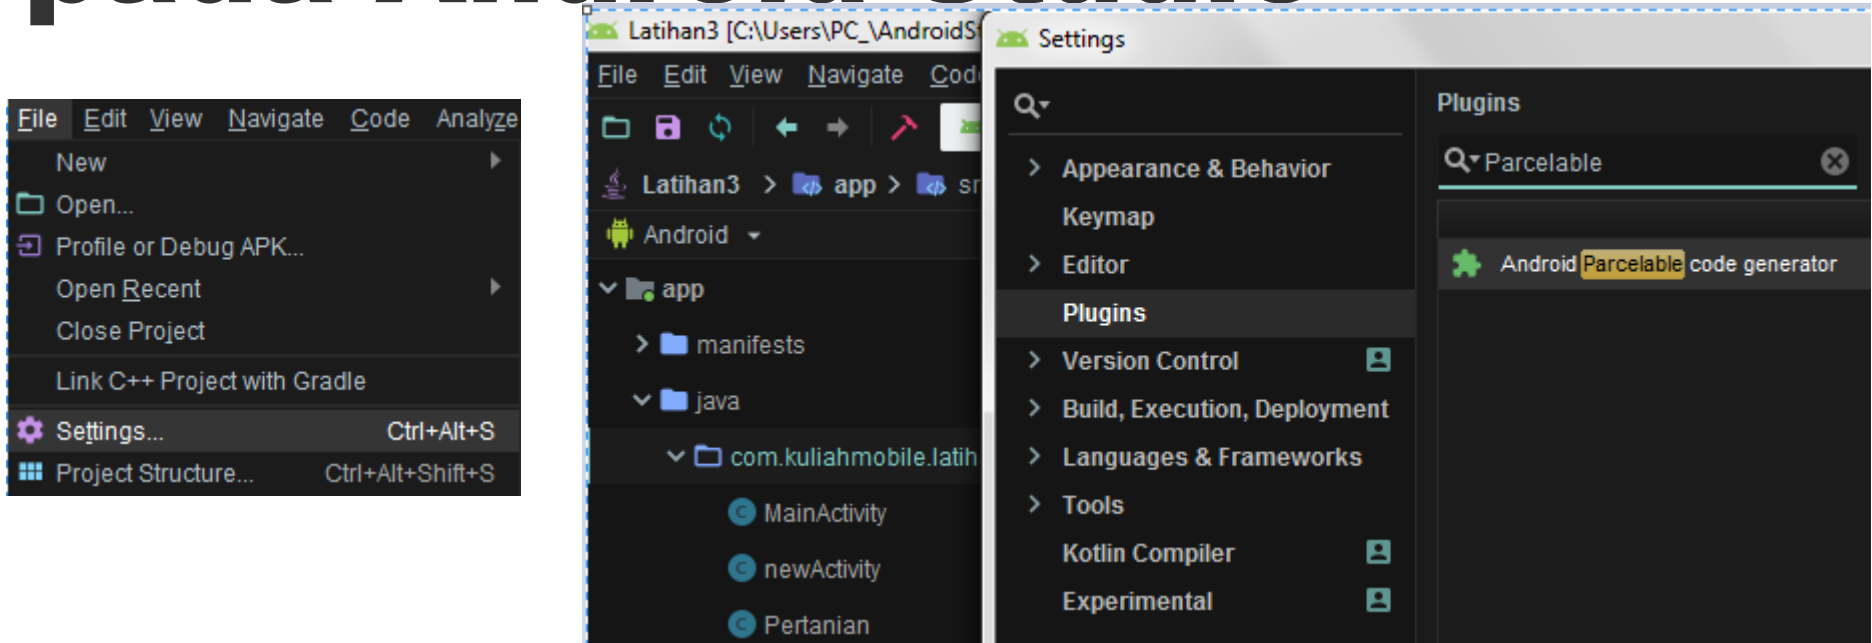 pada Android Studio
File Edit View Navigate Code Analyze
New
Open...
Profile or Debug APK...
Open Recent
Close Project
Link C++ Project with Gradle
Settings... Ctrl+Alt+S
Project Structure... Ctrl+Alt+Shift+S
Latihan3 [C:\Users\PC_\AndroidS
File Edit View Navigate Cod
Latihan3 > app > sr
Android
app
manifests
java
com.kuliahmobile.latih
MainActivity
newActivity
Pertanian
Settings
Appearance & Behavior
Keymap
Editor
Plugins
Version Control
Build, Execution, Deployment
Languages & Frameworks
Tools
Kotlin Compiler
Experimental
Plugins
Parcelable
Android Parcelable code generator